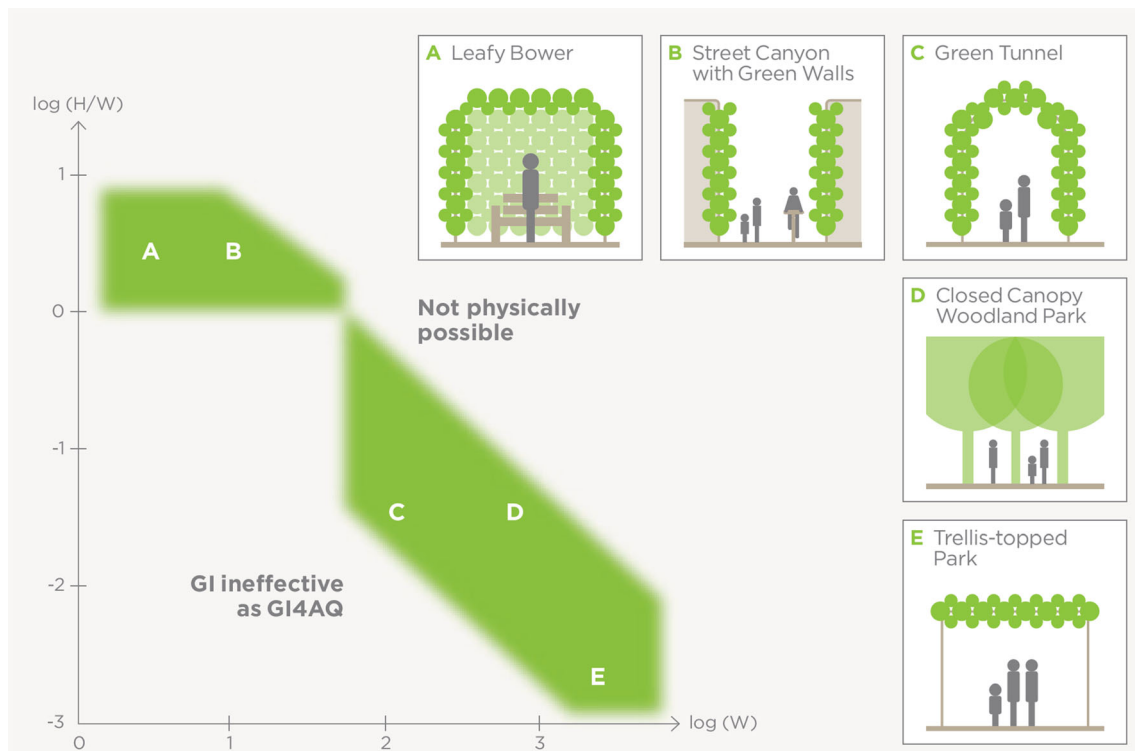 A Leafy Bower
B Street Canyon
with Green Walls
C Green Tunnel
log (H/W)
0
1
A
B
0
Not physically
possible
D Closed Canopy
Woodland Park
-1
C
D
E Trellis-topped
Park
GI ineffective
as GI4AQ
-2
E
-3
log (W)
0
1
2
3